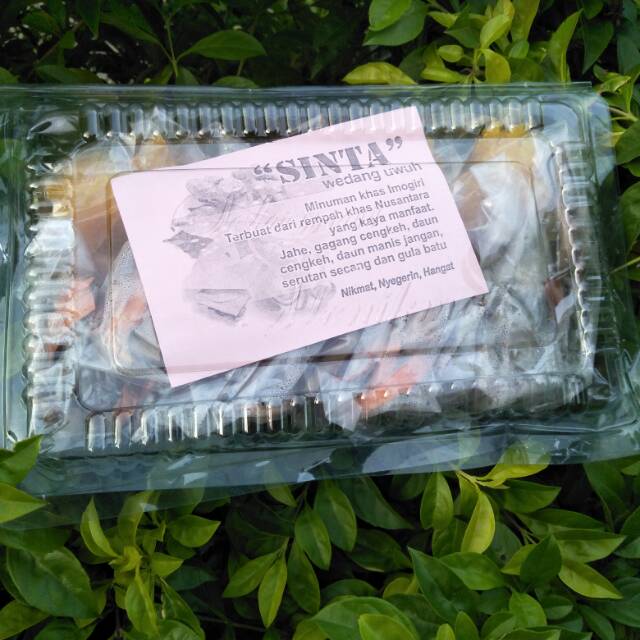 "SINTA"
wedang uwuh
Minuman khas Imogiri
Tarbuat dari rempah khas Nusantara
yang kaya manfaat.
Jahe, gagang cengkeh, daun
cengkeh, daun manis jangan,
serutan secang dan gula batu
Nikmat, Nyegerin, Hangat